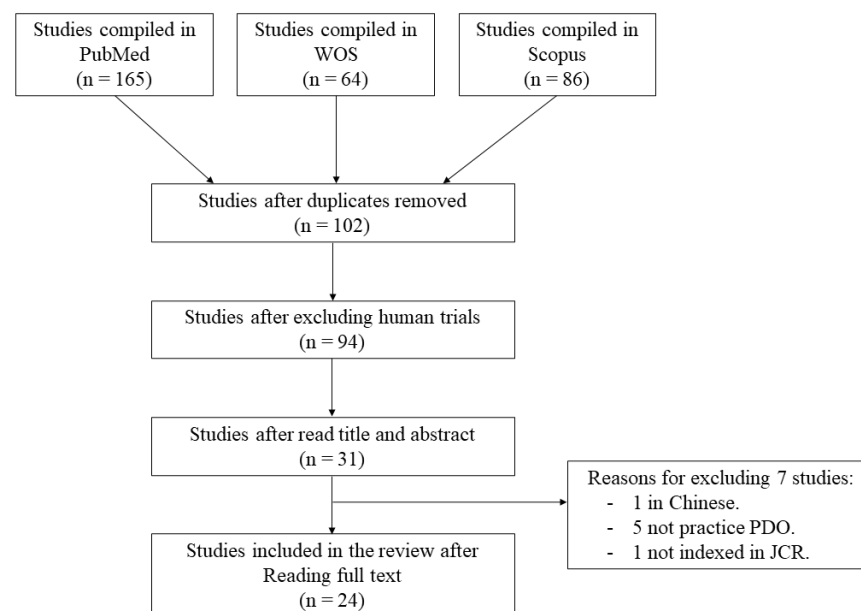 Studies compiled in
PubMed
(n = 165)
Studies compiled in
WOS
(n = 64)
Studies compiled in
Scopus
(n = 86)
Studies after duplicates removed
(n = 102)
Studies after excluding human trials
(n = 94)
Studies after read title and abstract
(n = 31)
Reasons for excluding 7 studies:
- 1 in Chinese.
- 5 not practice PDO.
- 1 not indexed in JCR.
Studies included in the review after
Reading full text
(n = 24)